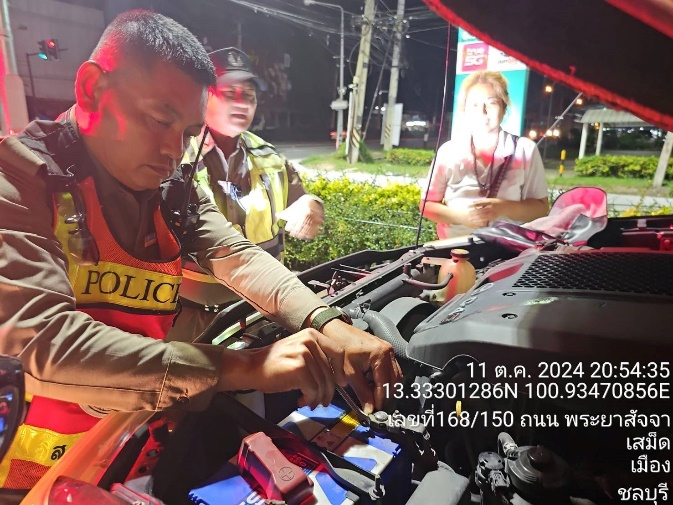 true
5G
POLICE
11 ต.ค. 2024 20:54:35
13.33301286N 100.93470856E
เลขที่168/150 ถนน พระยาสัจจา
เสม็ด
เมือง
ชลบุรี